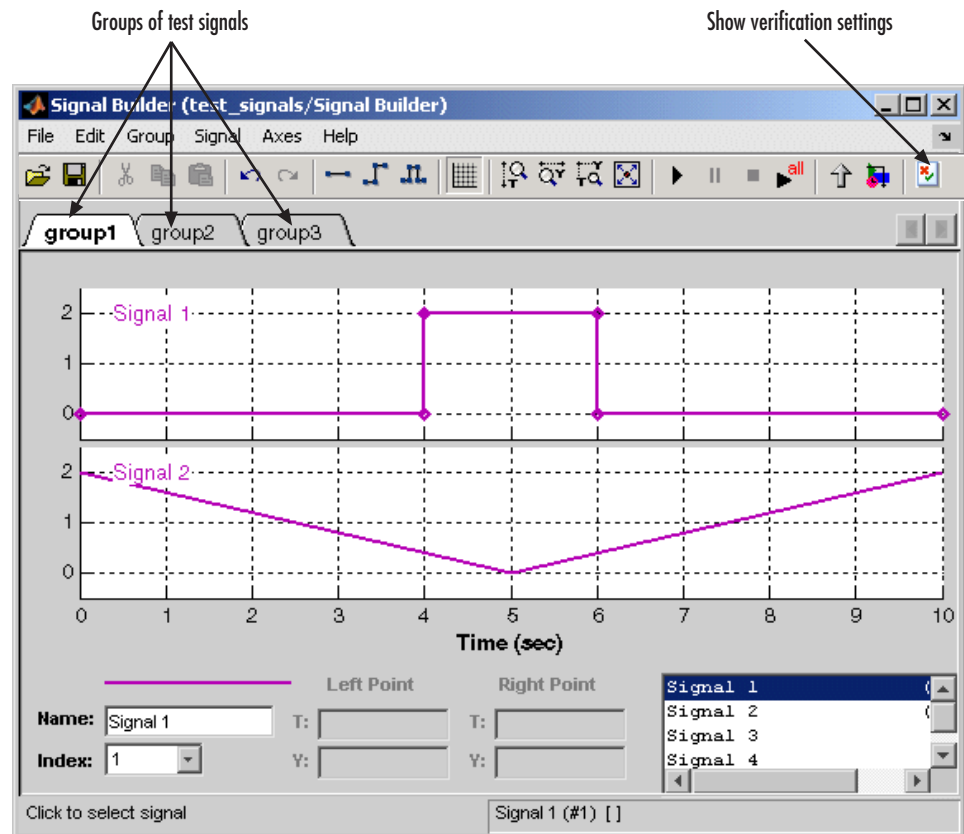 Groups of test signals
Show verification settings
Signal Builder (test_signals/Signal Builder)
File Edit Group Signal Axes Help
all
group1 group2 group3
2
Signal 1
1
0
2
Signal 2
1
0
0 1 2 3 4 5 6 7 8 9 10
Time (sec)
Left Point Right Point
Name: Signal 1 T: T:
Index: 1 Y: Y:
Signal 1 (
Signal 2 (
Signal 3
Signal 4
Click to select signal
Signal 1 (#1) [ ]